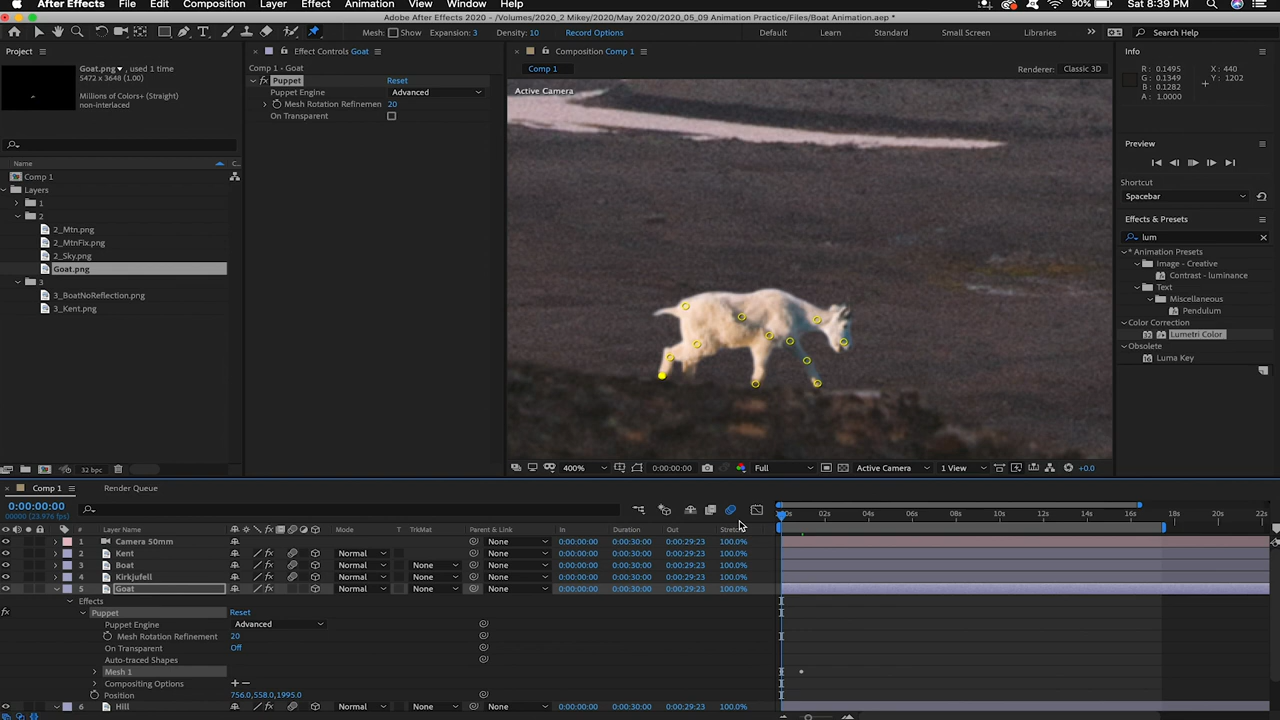 After Effects File Edit Composition Layer Effect Animation View Window Help 90% Sat 8:39 PM
Adobe After Effects 2020 - /Volumes/2020_2 Mikey/2020/May 2020/2020_05_09 Animation Practice/Files/Boat Animation.aep *
Mesh: Show Expansion: 3 Density: 10 Record Options Default Learn Standard Small Screen Libraries Search Help
Project Effect Controls Goat Composition Comp 1 Info
Goat.png , used 1 time
5472 x 3648 (1.00)
Millions of Colors+ (Straight)
non-interlaced
Comp 1 · Goat
Puppet Reset
Puppet Engine Advanced
Mesh Rotation Refinemen 20
On Transparent
Comp 1 Renderer: Classic 3D
Active Camera
R: 0.1495 X: 440
G: 0.1349 Y: 1202
B: 0.1282
A: 1.0000
Preview
Shortcut
Spacebar
Effects & Presets
lum
* Animation Presets
Image - Creative
Contrast - luminance
Text
Miscellaneous
Pendulum
Color Correction
Lumetri Color
Obsolete
Luma Key
Name C..
Comp 1
Layers
1
2
2_Mtn.png
2_MtnFix.png
2_Sky.png
Goat.png
3
3_BoatNoReflection.png
3_Kent.png
32 bpc
400% 0:00:00:00 Full Active Camera 1 View +0.0
Comp 1 Render Queue
0:00:00:00
00000 (23.976 fps)
0s 02s 04s 06s 08s 10s 12s 14s 16s 18s 20s 22s
# Layer Name Mode T TrkMat Parent & Link In Duration Out Stretch
1 Camera 50mm None 0:00:00:00 0:00:30:00 0:00:29:23 100.0%
2 Kent Normal None 0:00:00:00 0:00:30:00 0:00:29:23 100.0%
3 Boat Normal None None 0:00:00:00 0:00:30:00 0:00:29:23 100.0%
4 Kirkjufell Normal None None 0:00:00:00 0:00:30:00 0:00:29:23 100.0%
5 Goat Normal None None 0:00:00:00 0:00:30:00 0:00:29:23 100.0%
Effects
Puppet Reset
Puppet Engine Advanced
Mesh Rotation Refinement 20
On Transparent Off
Auto-traced Shapes
Mesh 1
Compositing Options + −
Position 756.0,558.0,1995.0
6 Hill Normal None None 0:00:00:00 0:00:30:00 0:00:29:23 100.0%